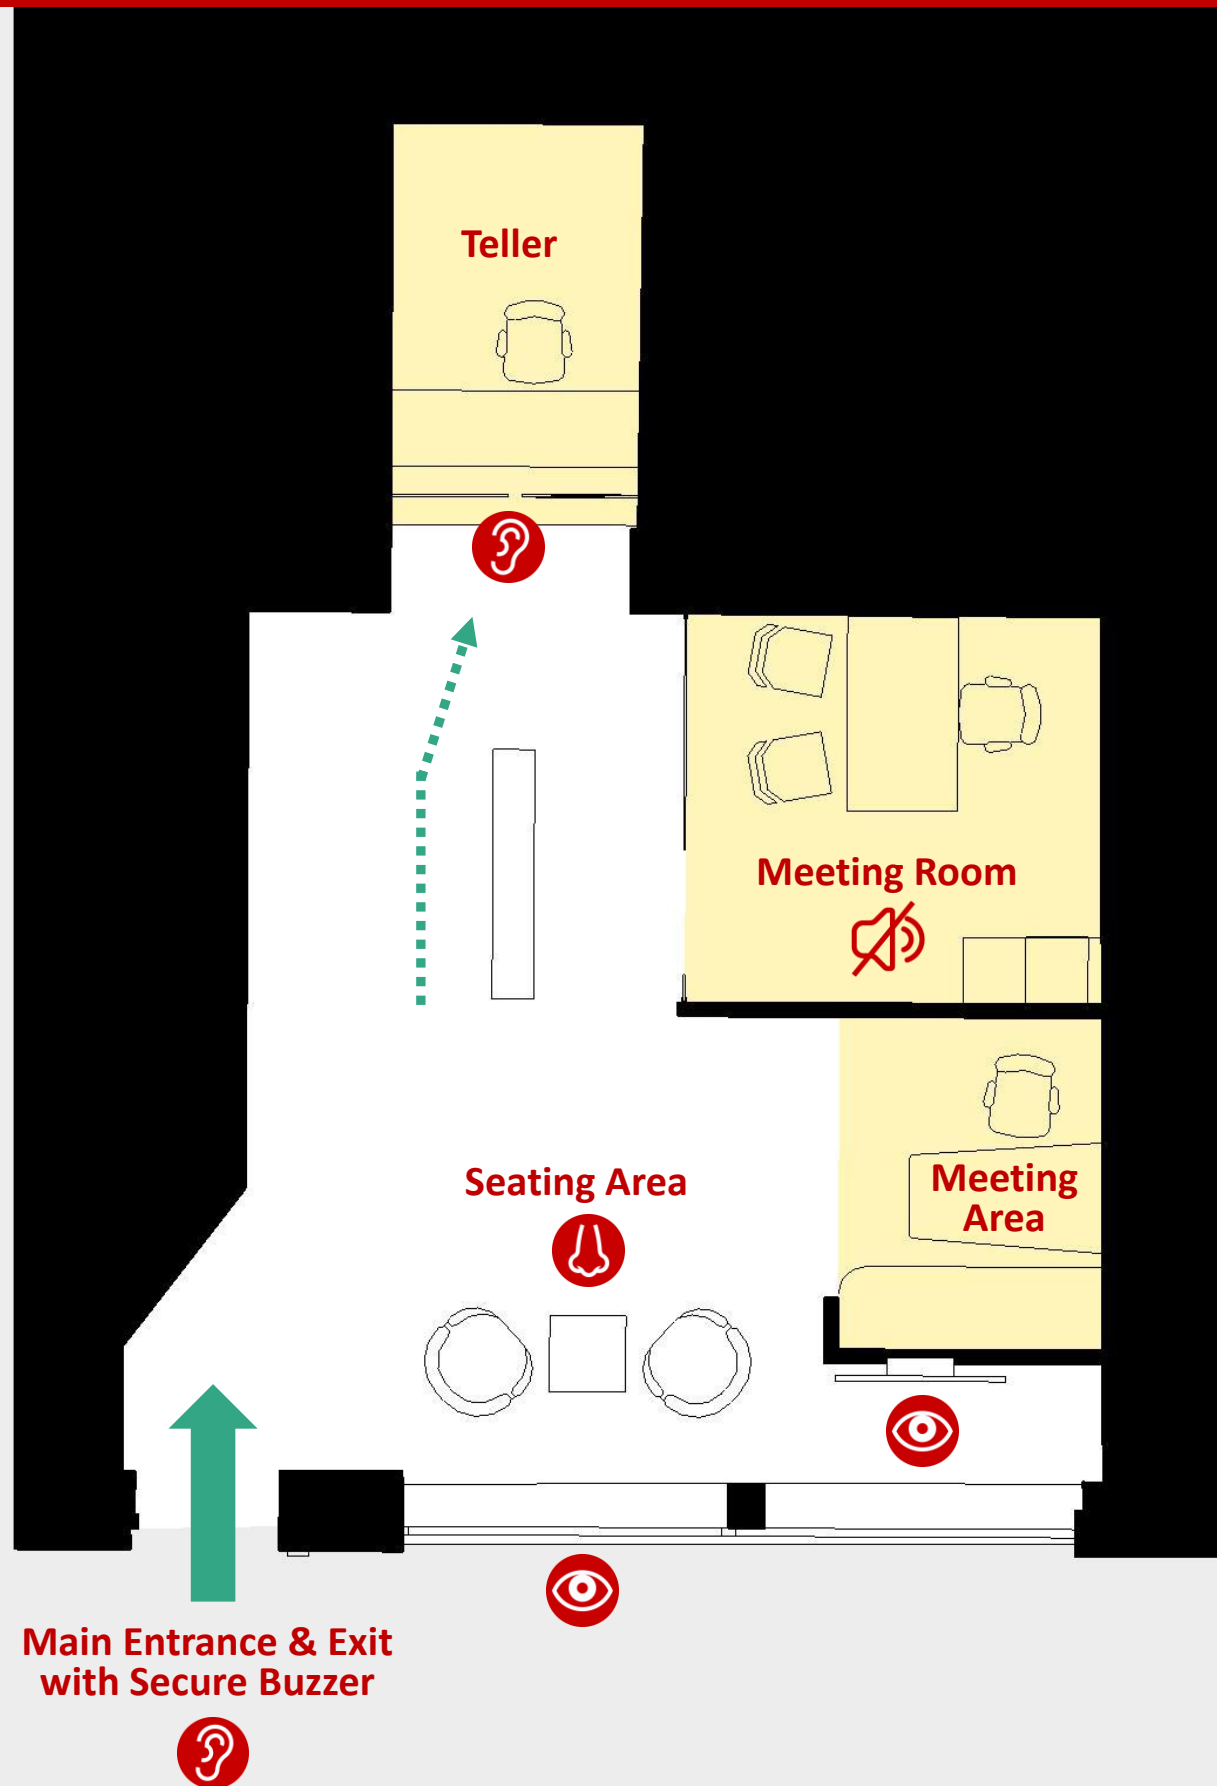 Teller
Meeting Room
Seating Area
Meeting
Area
Main Entrance & Exit
with Secure Buzzer